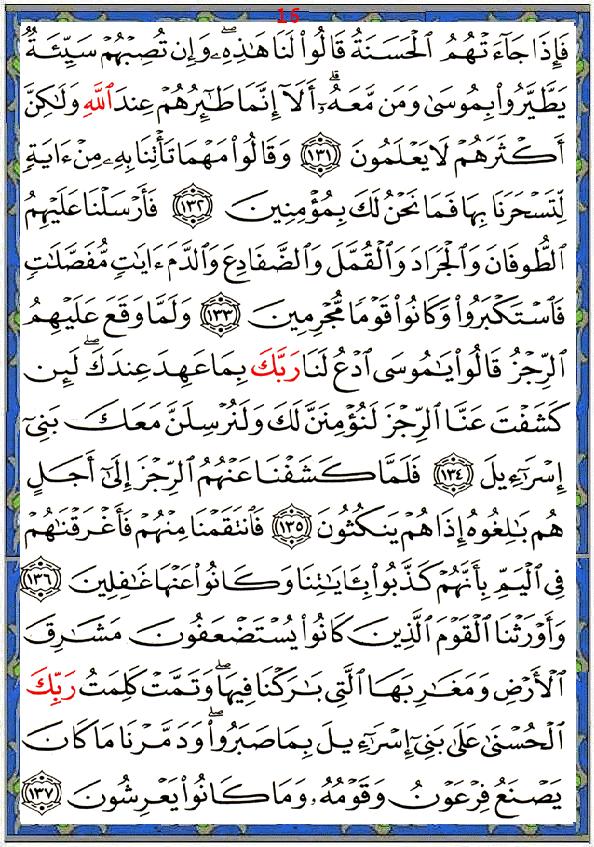 16
فَإِذَا جَآءَتْهُمُ ٱلْحَسَنَةُ قَالُوا۟ لَنَا هَـٰذِهِۦ ۖ وَإِن تُصِبْهُمْ سَيِّئَةٌ
يَطَّيَّرُوا۟ بِمُوسَىٰ وَمَن مَّعَهُۥٓ ۗ أَلَآ إِنَّمَا طَـٰٓئِرُهُمْ عِندَ ٱللَّهِ وَلَـٰكِنَّ
أَكْثَرَهُمْ لَا يَعْلَمُونَ ١٣١ وَقَالُوا۟ مَهْمَا تَأْتِنَا بِهِۦ مِنْ ءَايَةٍ
لِّتَسْحَرَنَا بِهَا فَمَا نَحْنُ لَكَ بِمُؤْمِنِينَ ١٣٢ فَأَرْسَلْنَا عَلَيْهِمُ
ٱلطُّوفَانَ وَٱلْجَرَادَ وَٱلْقُمَّلَ وَٱلضَّفَادِعَ وَٱلدَّمَ ءَايَـٰتٍ مُّفَصَّلَـٰتٍ
فَٱسْتَكْبَرُوا۟ وَكَانُوا۟ قَوْمًا مُّجْرِمِينَ ١٣٣ وَلَمَّا وَقَعَ عَلَيْهِمُ
ٱلرِّجْزُ قَالُوا۟ يَـٰمُوسَى ٱدْعُ لَنَا رَبَّكَ بِمَا عَهِدَ عِندَكَ ۖ لَئِن
كَشَفْتَ عَنَّا ٱلرِّجْزَ لَنُؤْمِنَنَّ لَكَ وَلَنُرْسِلَنَّ مَعَكَ بَنِىٓ
إِسْرَٰٓءِيلَ ١٣٤ فَلَمَّا كَشَفْنَا عَنْهُمُ ٱلرِّجْزَ إِلَىٰٓ أَجَلٍ
هُم بَـٰلِغُوهُ إِذَا هُمْ يَنكُثُونَ ١٣٥ فَٱنتَقَمْنَا مِنْهُمْ فَأَغْرَقْنَـٰهُمْ
فِى ٱلْيَمِّ بِأَنَّهُمْ كَذَّبُوا۟ بِـَٔايَـٰتِنَا وَكَانُوا۟ عَنْهَا غَـٰفِلِينَ ١٣٦
وَأَوْرَثْنَا ٱلْقَوْمَ ٱلَّذِينَ كَانُوا۟ يُسْتَضْعَفُونَ مَشَـٰرِقَ
ٱلْأَرْضِ وَمَغَـٰرِبَهَا ٱلَّتِى بَـٰرَكْنَا فِيهَا ۖ وَتَمَّتْ كَلِمَتُ رَبِّكَ
ٱلْحُسْنَىٰ عَلَىٰ بَنِىٓ إِسْرَٰٓءِيلَ بِمَا صَبَرُوا۟ ۖ وَدَمَّرْنَا مَا كَانَ
يَصْنَعُ فِرْعَوْنُ وَقَوْمُهُۥ وَمَا كَانُوا۟ يَعْرِشُونَ ١٣٧